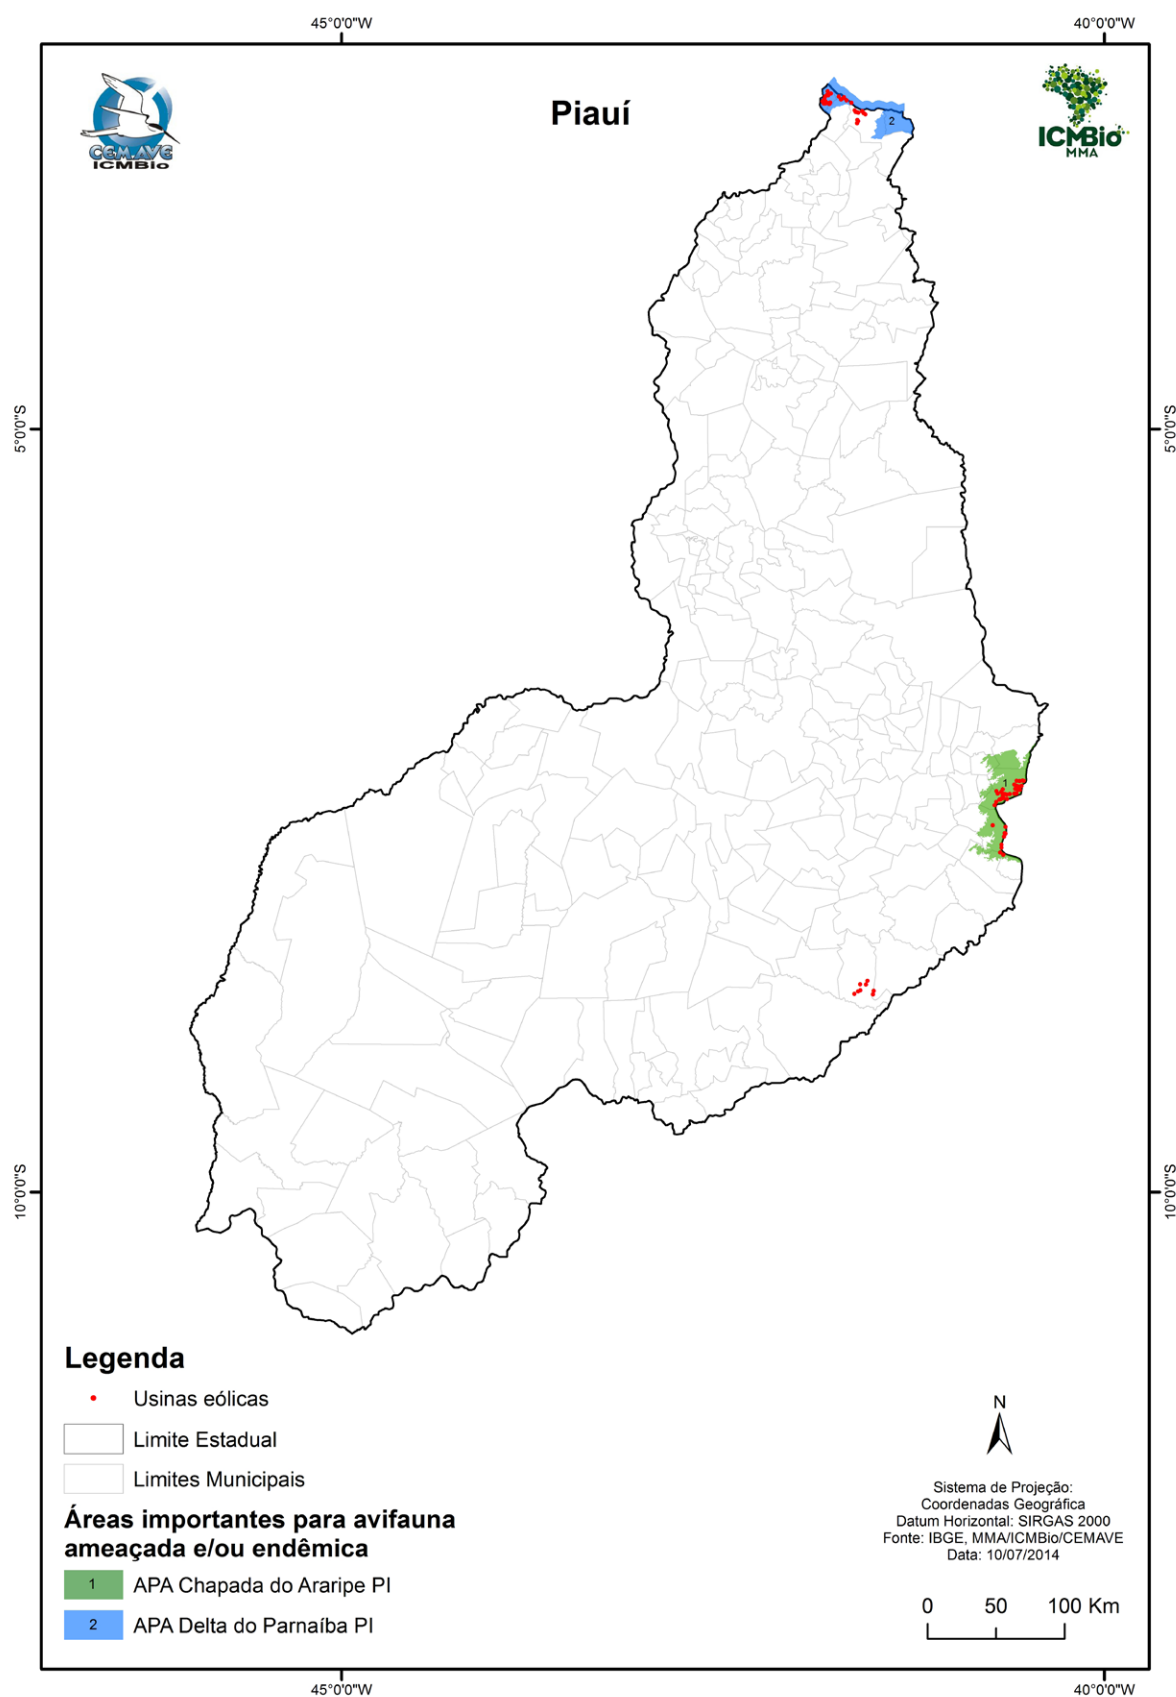 45°0'0"W
40°0'0"W
CEMAVE
ICMBio
Piauí
ICMBio
MMA
2
5°0'0"S
5°0'0"S
1
10°0'0"S
10°0'0"S
Legenda
Usinas eólicas
Limite Estadual
Limites Municipais
Áreas importantes para avifauna
ameaçada e/ou endêmica
1 APA Chapada do Araripe PI
2 APA Delta do Parnaíba PI
N
Sistema de Projeção:
Coordenadas Geográfica
Datum Horizontal: SIRGAS 2000
Fonte: IBGE, MMA/ICMBio/CEMAVE
Data: 10/07/2014
0 50 100 Km
45°0'0"W
40°0'0"W